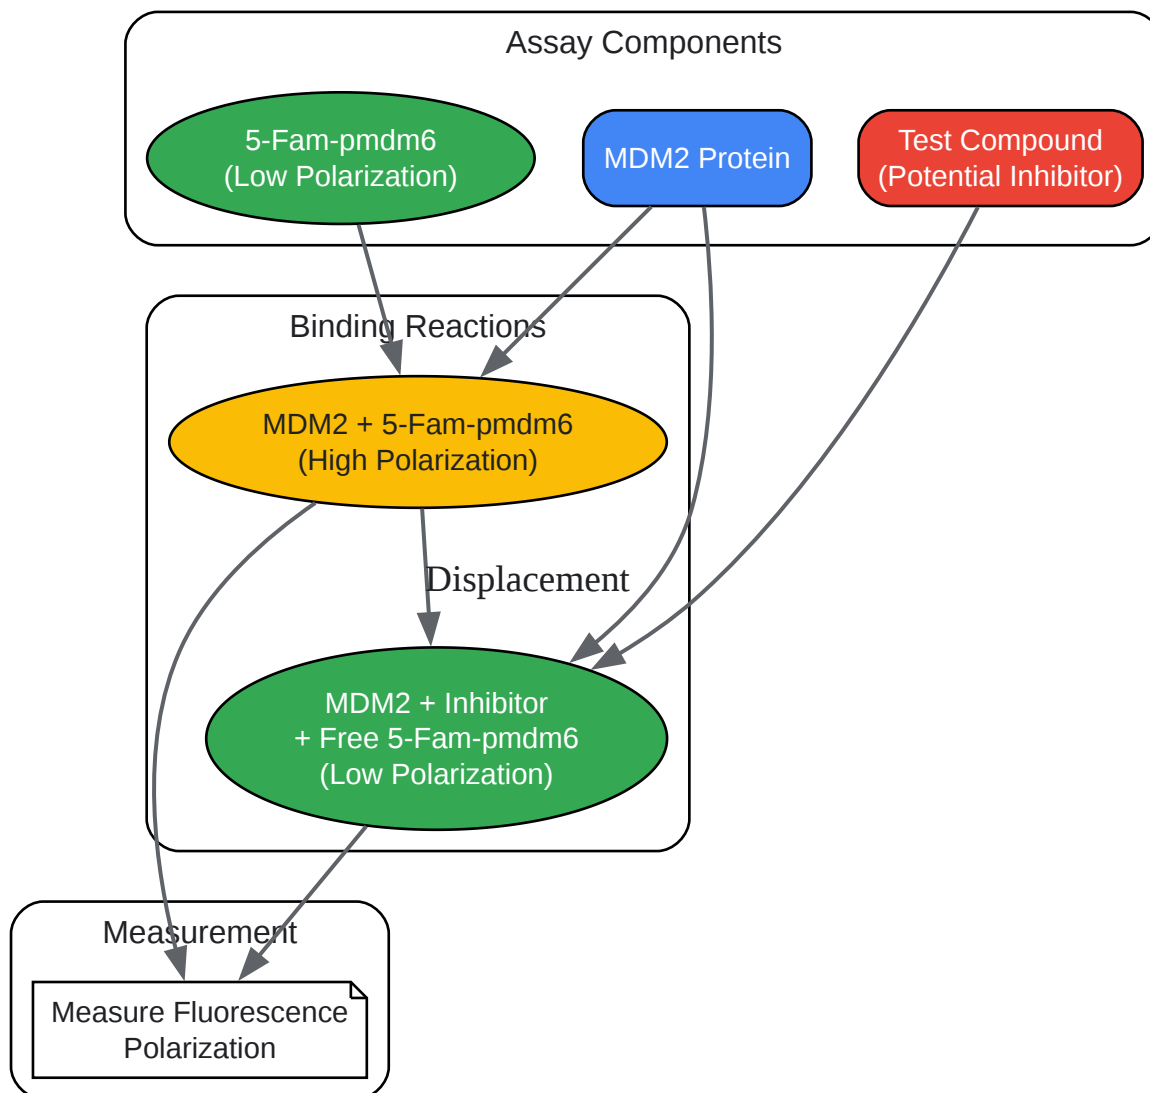 Assay Components
5-Fam-pmdm6
(Low Polarization)
MDM2 Protein
Test Compound
(Potential Inhibitor)
Binding Reactions
MDM2 + 5-Fam-pmdm6
(High Polarization)
Displacement
MDM2 + Inhibitor
+ Free 5-Fam-pmdm6
(Low Polarization)
Measurement
Measure Fluorescence
Polarization